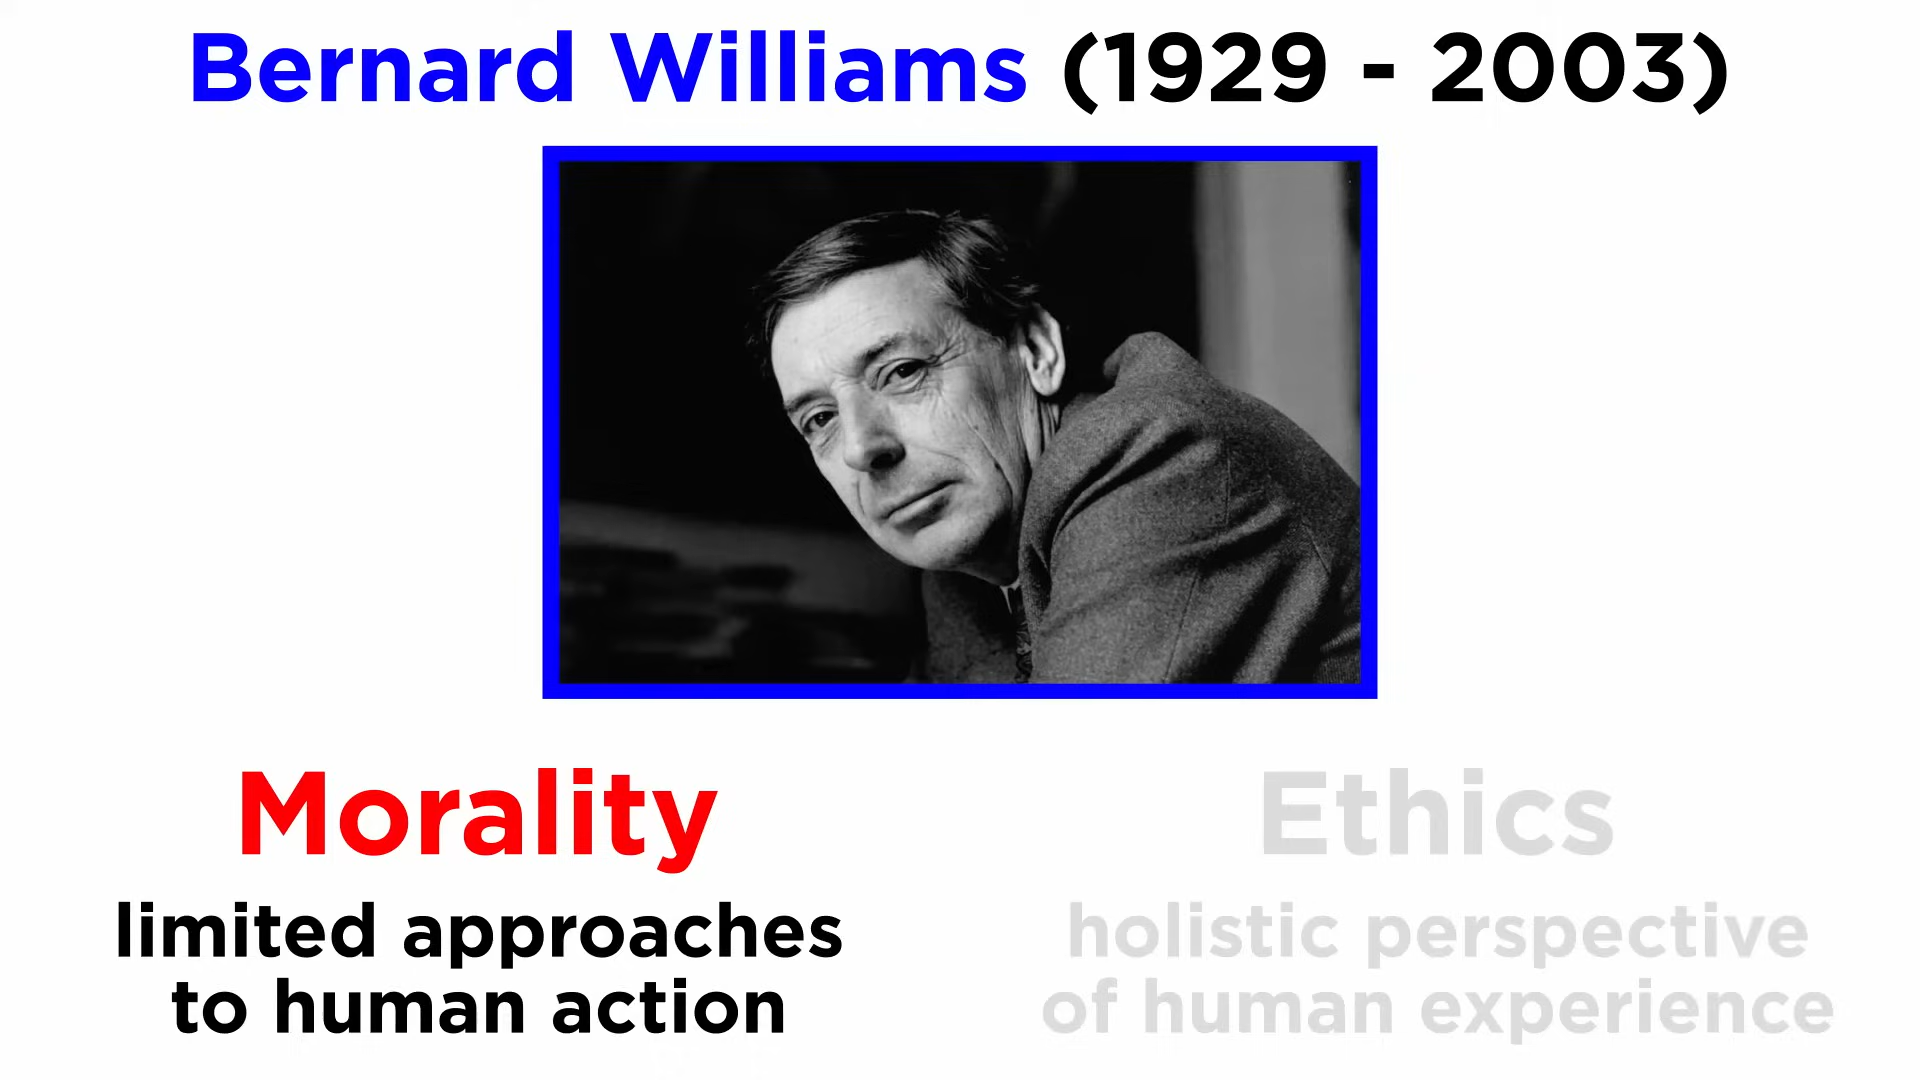 Bernard Williams (1929 - 2003)
Morality
limited approaches
to human action
Ethics
holistic perspective
of human experience